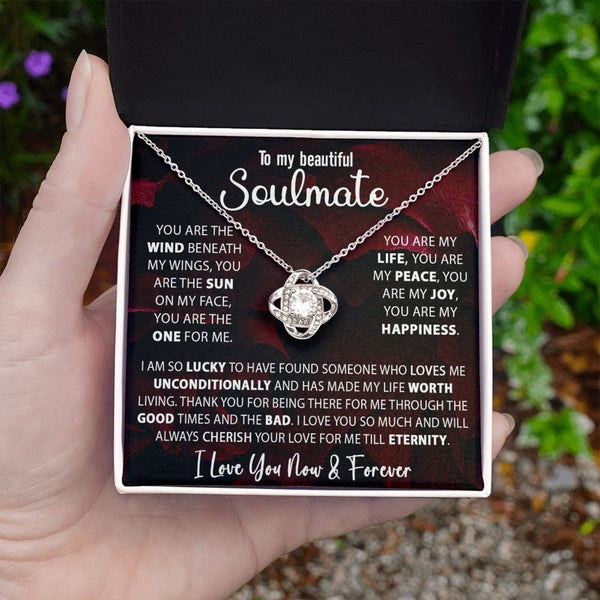 To my beautiful
Soulmate
YOU ARE THE
WIND BENEATH
MY WINGS, YOU
ARE THE SUN
ON MY FACE,
YOU ARE THE
ONE FOR ME.
YOU ARE MY
LIFE, YOU ARE
MY PEACE, YOU
ARE MY JOY,
YOU ARE MY
HAPPINESS.
I AM SO LUCKY TO HAVE FOUND SOMEONE WHO LOVES ME
UNCONDITIONALLY AND HAS MADE MY LIFE WORTH
LIVING. THANK YOU FOR BEING THERE FOR ME THROUGH THE
GOOD TIMES AND THE BAD. I LOVE YOU SO MUCH AND WILL
ALWAYS CHERISH YOUR LOVE FOR ME TILL ETERNITY.
I Love You Now & Forever